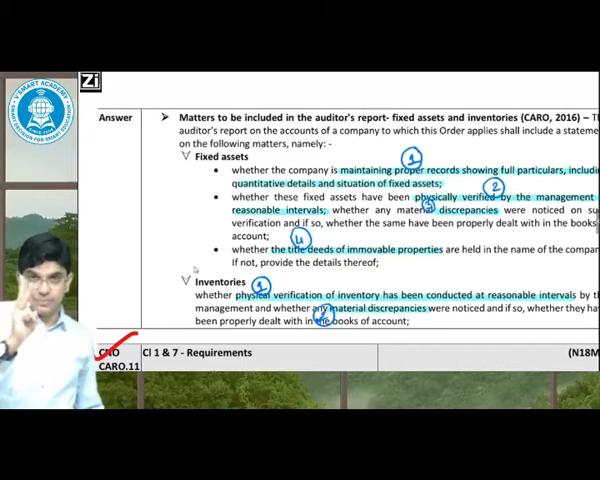 Zi
V SMART ACADEMY
Answer
➢ Matters to be included in the auditor's report- fixed assets and inventories (CARO, 2016) –
auditor's report on the accounts of a company to which this Order applies shall include a
on the following matters, namely: -
Fixed assets
1
• whether the company is maintaining proper records showing full particulars,
quantitative details and situation of fixed assets;
2
• whether these fixed assets have been physically verified by the management
3
reasonable intervals; whether any material discrepancies were noticed on
verification and if so, whether the same have been properly dealt with in the books
account;
4
• whether the title deeds of immovable properties are held in the name of the
If not, provide the details thereof;
Inventories
1
whether physical verification of inventory has been conducted at reasonable intervals by
management and whether any material discrepancies were noticed and if so, whether they
2
been properly dealt with in the books of account;
CNO
CARO.11
Cl 1 & 7 - Requirements
(N18M